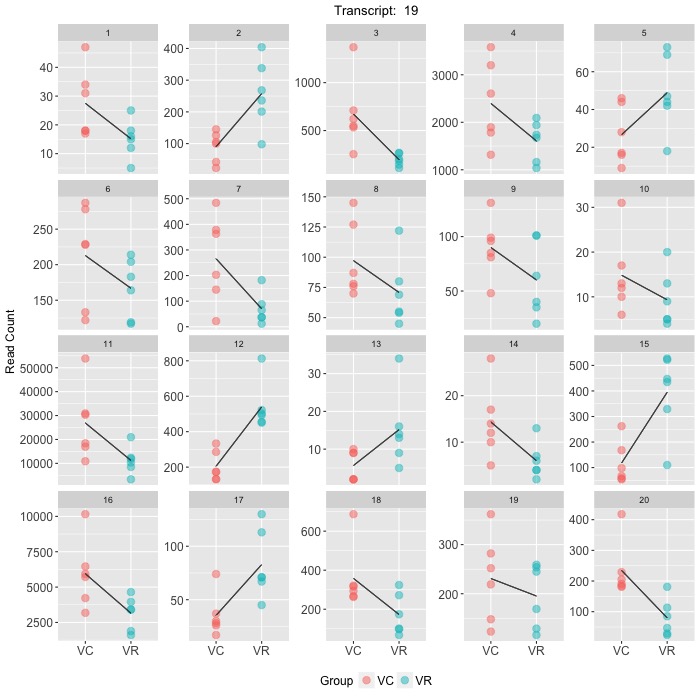 Transcript: 19
1 2 3 4 5
40 400 1000 3000 60
30 300 500 2000 40
20 200 1000 20
10 100
6 7 8 9 10
250 500 150 100 30
200 400 125 50 20
150 300 100 10
200 75
100 50
0
Read Count
11 12 13 14 15
50000 800 30 20 500
40000 600 20 10 400
30000 400 10 300
20000 200 200
10000 100
16 17 18 19 20
10000 100 600 300 400
7500 50 400 200 300
5000 200 200
2500 100
VC VR VC VR VC VR VC VR VC VR
Group VC VR